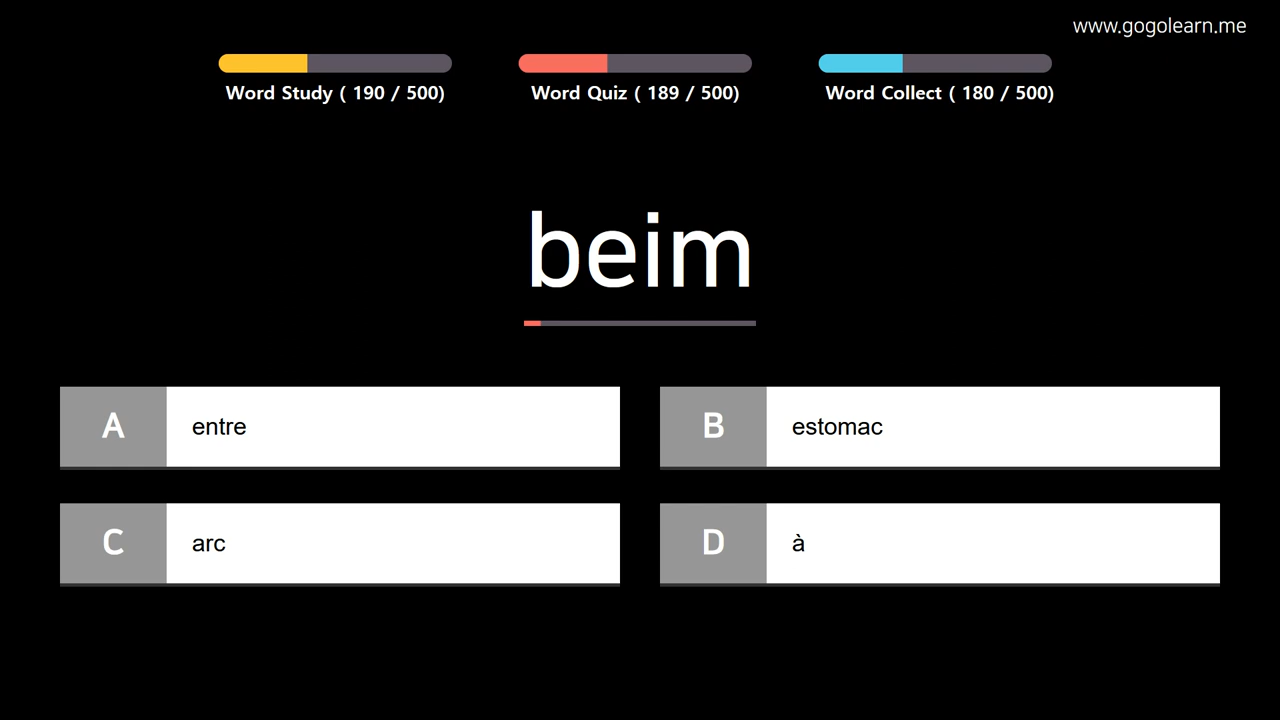 www.gogolearn.me
Word Study ( 190 / 500)
Word Quiz ( 189 / 500)
Word Collect ( 180 / 500)
beim
A entre
B estomac
C arc
D à